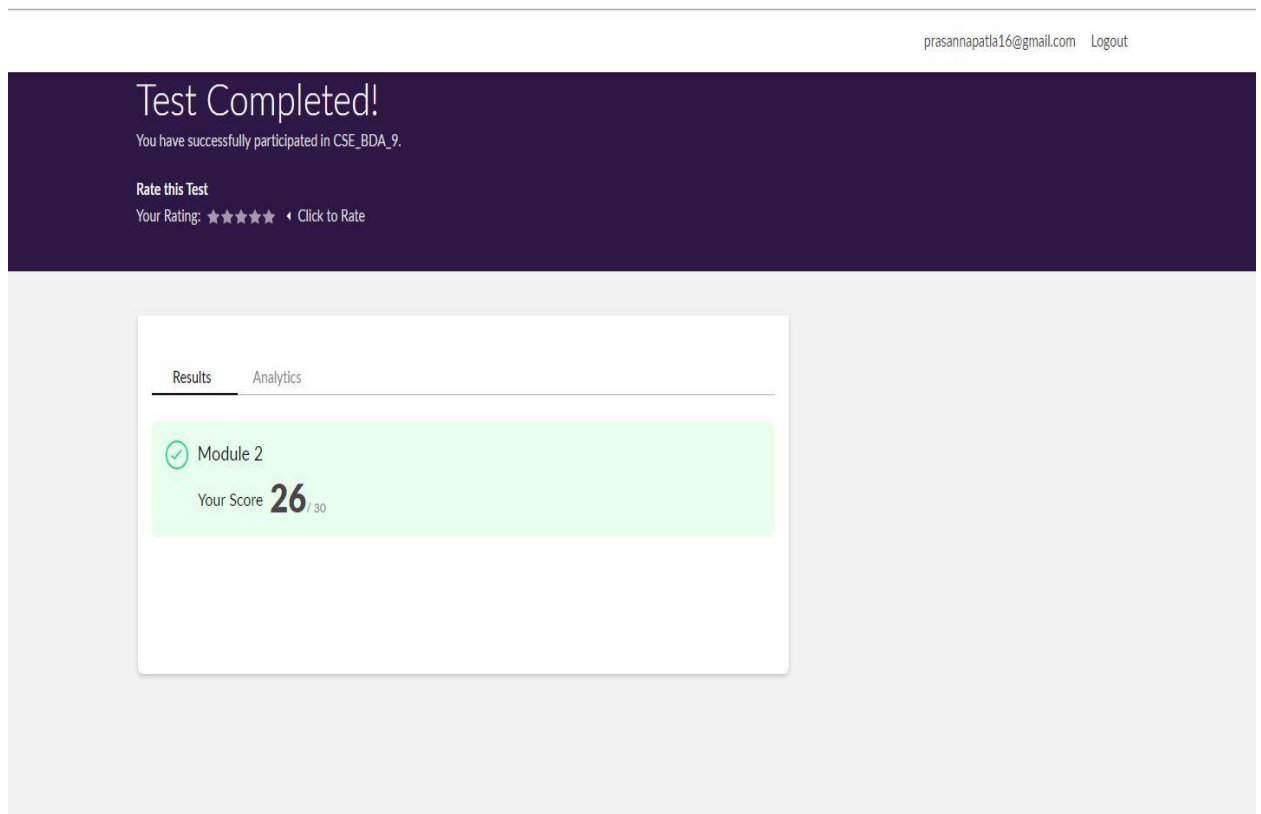 prasannapatla16@gmail.com Logout
Test Completed!
You have successfully participated in CSE_BDA_9.
Rate this Test
Your Rating: Click to Rate
Results Analytics
Module 2
Your Score 26 / 30